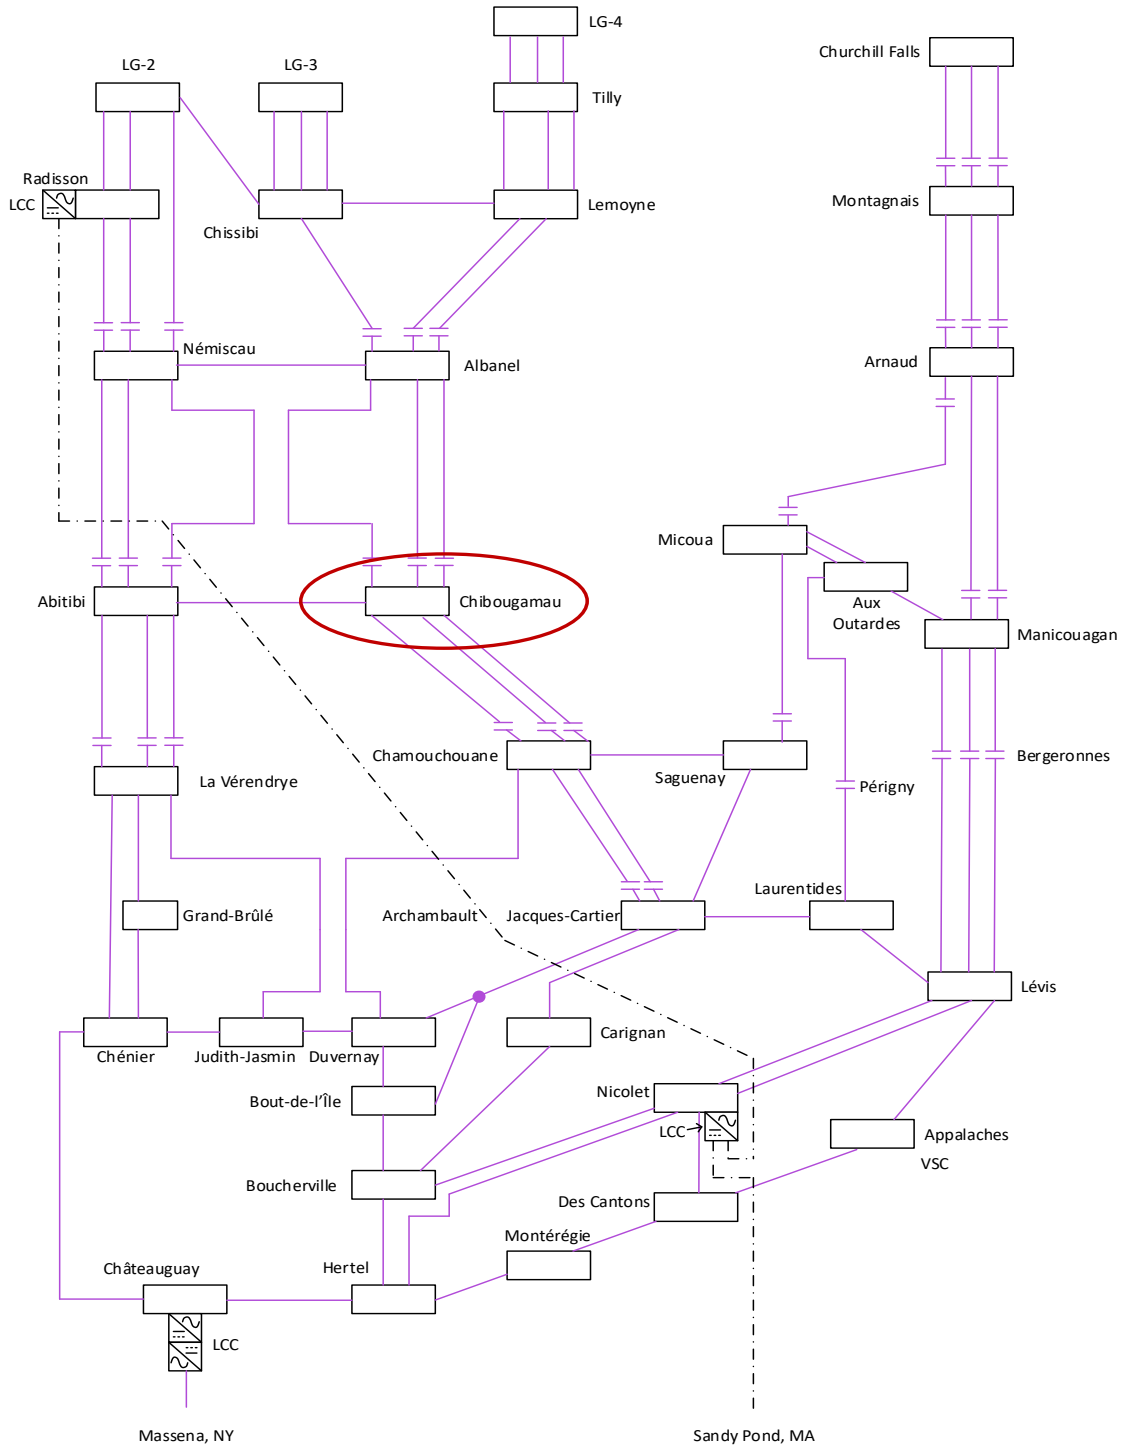 LG-4
Churchill Falls
LG-2
LG-3
Tilly
Radisson
LCC
Chissibi
Lemoyne
Montagnais
Némiscau
Albanel
Arnaud
Micoua
Abitibi
Chibougamau
Aux
Outardes
Manicouagan
Chamouchouane
Saguenay
Bergeronnes
La Vérendrye
Périgny
Laurentides
Grand-Brûlé
Archambault
Jacques-Cartier
Lévis
Chénier
Judith-Jasmin
Duvernay
Carignan
Bout-de-l’Île
Nicolet
LCC
Appalaches
VSC
Boucherville
Des Cantons
Montérégie
Châteauguay
Hertel
LCC
Massena, NY
Sandy Pond, MA